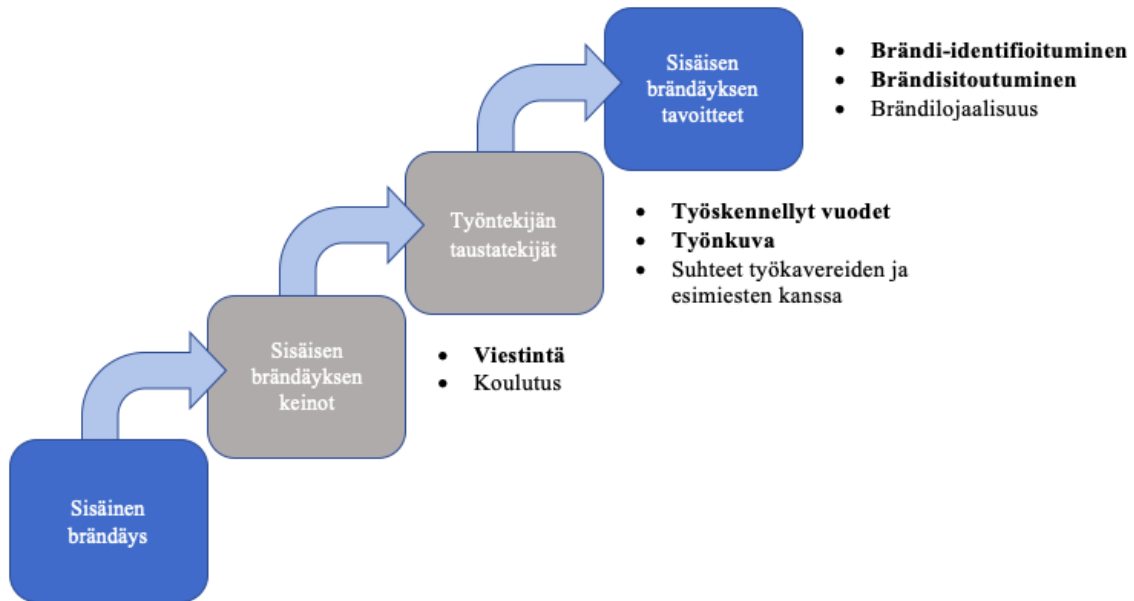 Sisäisen
brändäyksen
tavoitteet
• Brändi-identifioituminen
• Brändisitoutuminen
• Brändilojaalisuus
Työntekijän
taustatekijät
• Työskennellyt vuodet
• Työnkuva
• Suhteet työkavereiden ja
esimiesten kanssa
Sisäisen
brändäyksen
keinot
• Viestintä
• Koulutus
Sisäinen
brändäys